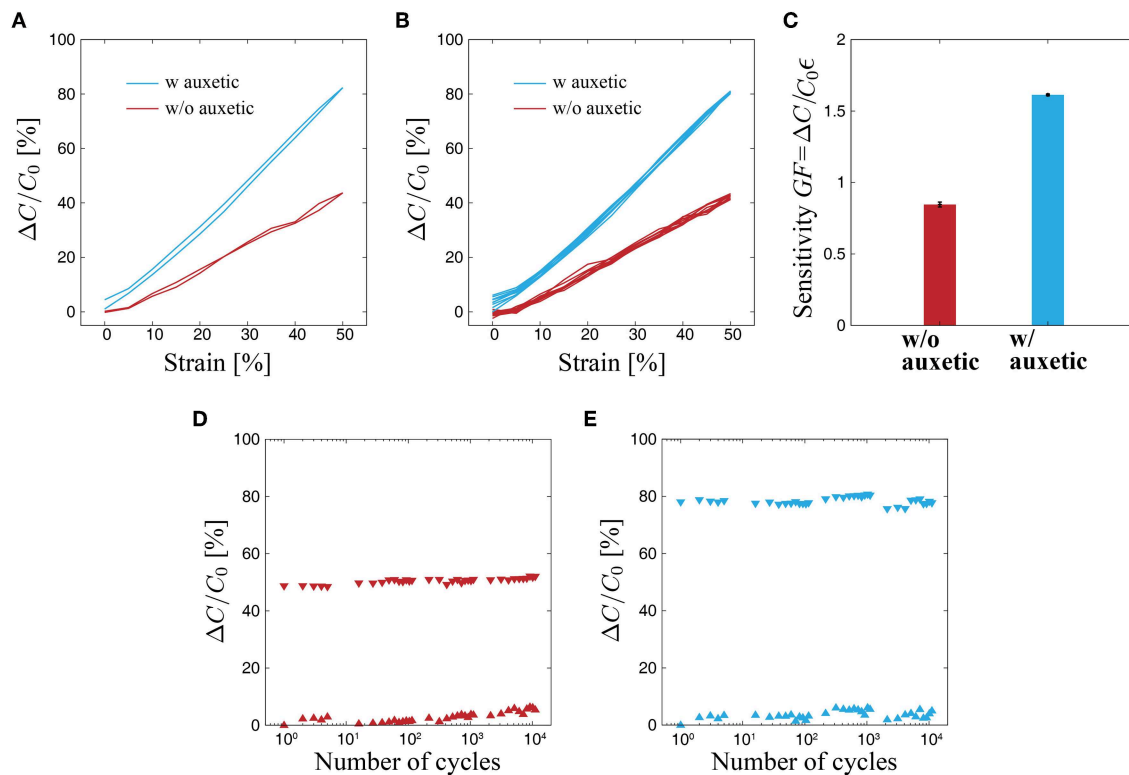 A
ΔC/C₀ [%]
100
80
60
40
20
0
w auxetic
w/o auxetic
0 10 20 30 40 50
Strain [%]
B
ΔC/C₀ [%]
100
80
60
40
20
0
w auxetic
w/o auxetic
0 10 20 30 40 50
Strain [%]
C
Sensitivity GF=ΔC/C₀ϵ
2
1.5
1
0.5
0
w/o auxetic
w/ auxetic
D
ΔC/C₀ [%]
100
80
60
40
20
0
10⁰ 10¹ 10² 10³ 10⁴
Number of cycles
E
ΔC/C₀ [%]
100
80
60
40
20
0
10⁰ 10¹ 10² 10³ 10⁴
Number of cycles